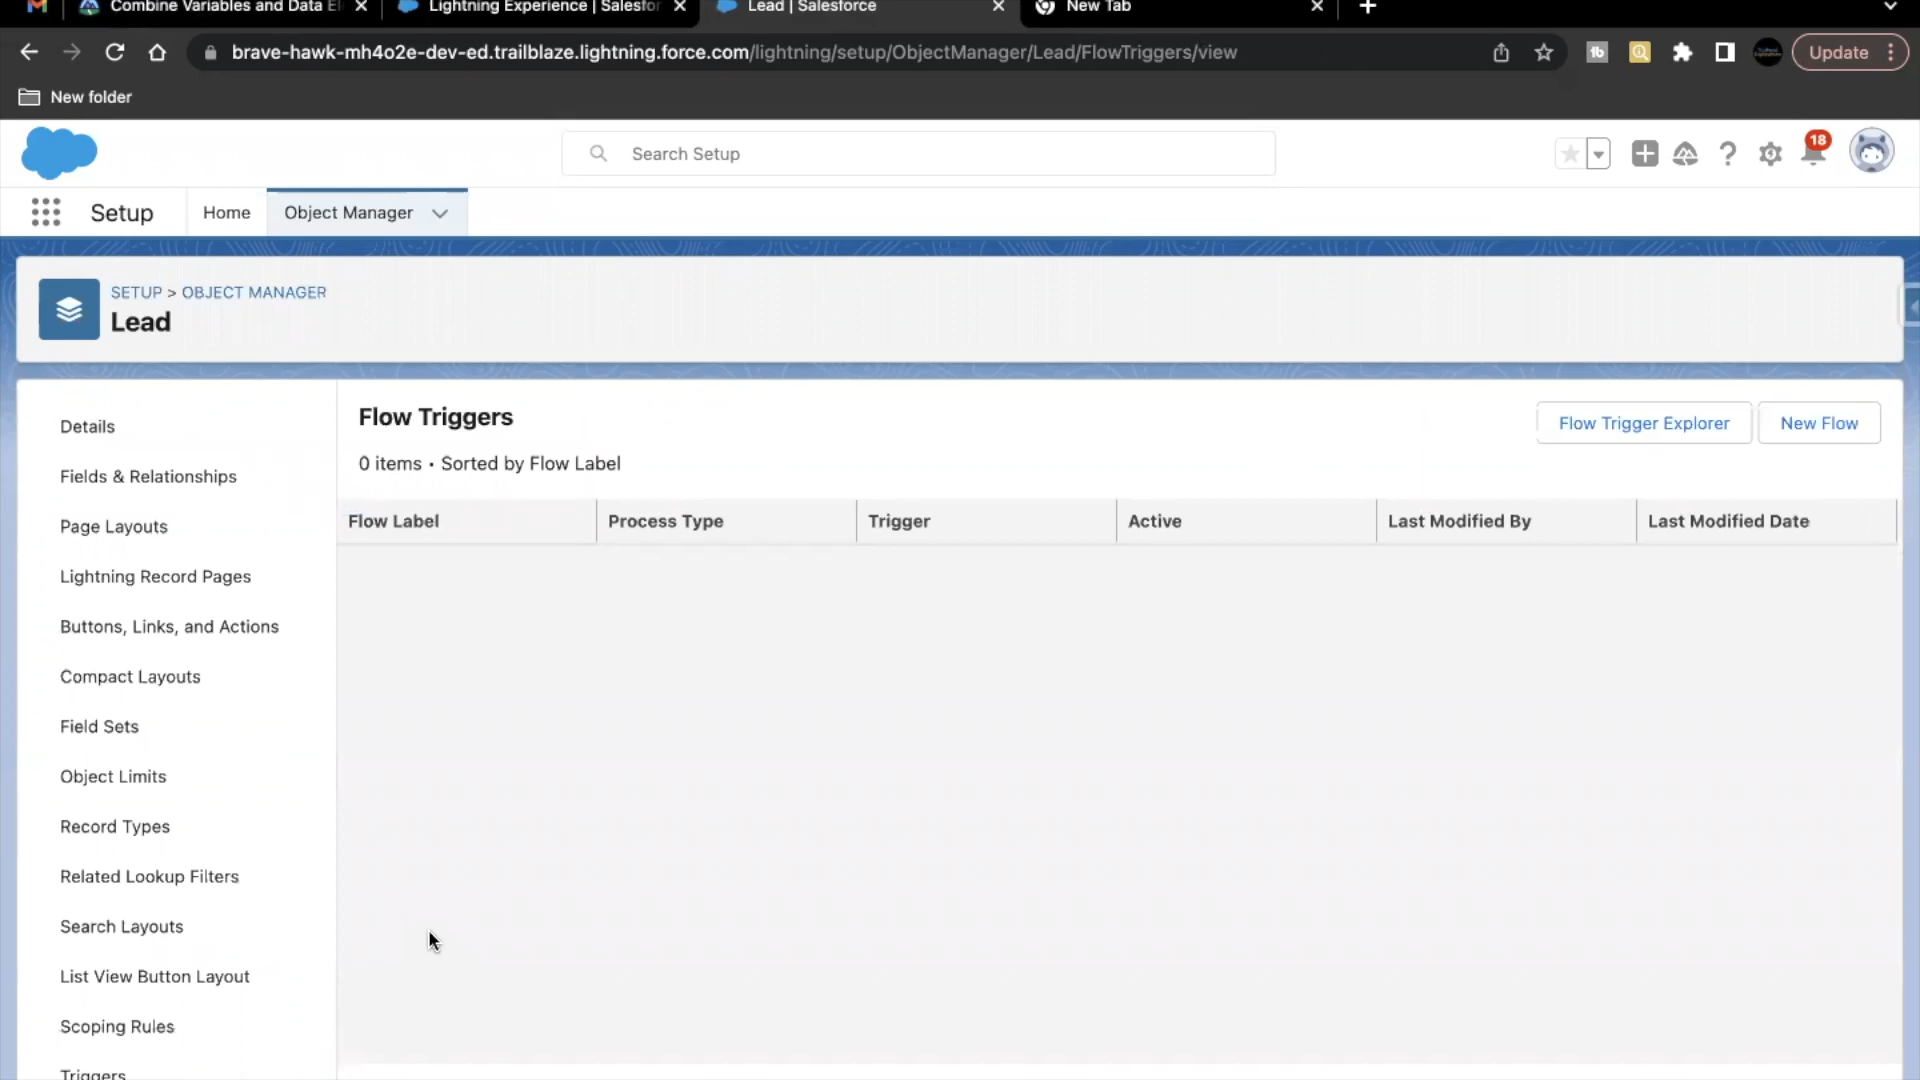 Combine Variables and Data El
Lightning Experience | Salesfor
Lead | Salesforce
New Tab
brave-hawk-mh4o2e-dev-ed.trailblaze.lightning.force.com/lightning/setup/ObjectManager/Lead/FlowTriggers/view
Update
New folder
Search Setup
18
Setup
Home
Object Manager
SETUP > OBJECT MANAGER
Lead
Details
Fields & Relationships
Page Layouts
Lightning Record Pages
Buttons, Links, and Actions
Compact Layouts
Field Sets
Object Limits
Record Types
Related Lookup Filters
Search Layouts
List View Button Layout
Scoping Rules
Triggers
Flow Triggers
0 items • Sorted by Flow Label
Flow Trigger Explorer
New Flow
Flow Label Process Type Trigger Active Last Modified By Last Modified Date